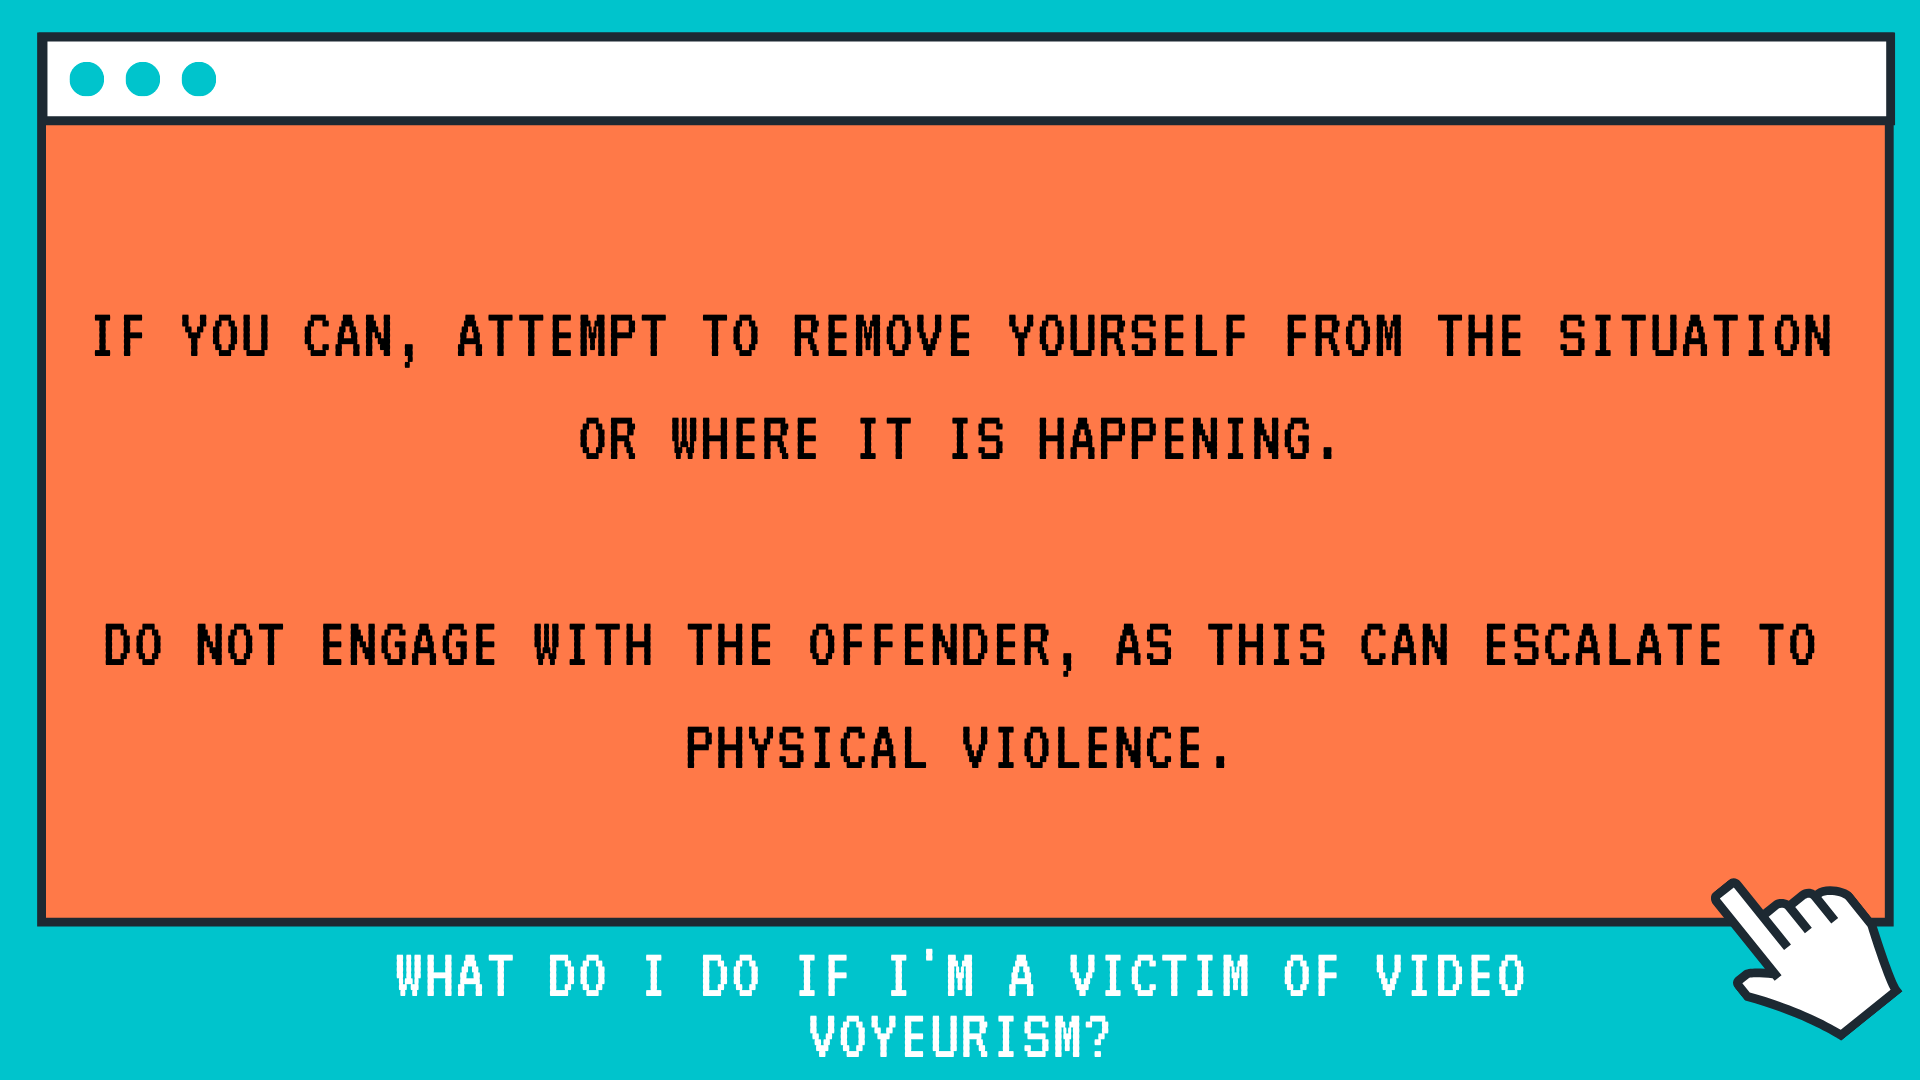 IF YOU CAN, ATTEMPT TO REMOVE YOURSELF FROM THE SITUATION
OR WHERE IT IS HAPPENING.
DO NOT ENGAGE WITH THE OFFENDER, AS THIS CAN ESCALATE TO
PHYSICAL VIOLENCE.
WHAT DO I DO IF I'M A VICTIM OF VIDEO
VOYEURISM?